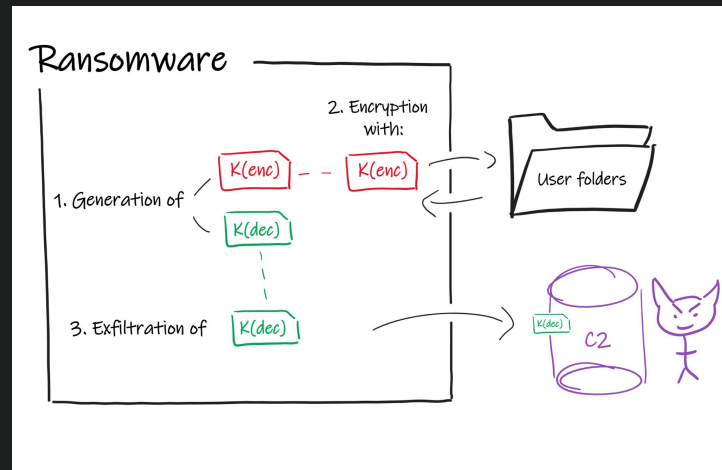 Ransomware
2. Encryption
with:
K(enc)
K(enc)
1. Generation of
K(dec)
User folders
3. Exfiltration of
K(dec)
K(dec)
C2